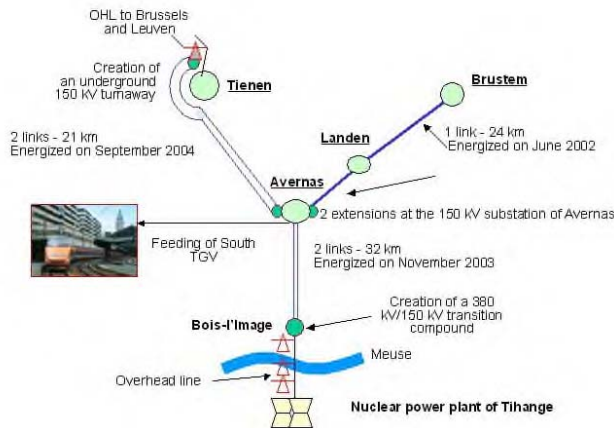 OHL to Brussels
and Leuven
Creation of
an underground
150 kV turnaway
Tienen
Brustem
2 links - 21 km
Energized on September 2004
Landen
1 link - 24 km
Energized on June 2002
Avernas
2 extensions at the 150 kV substation of Avernas
Feeding of South
TGV
2 links - 32 km
Energized on November 2003
Bois-l'Image
Creation of a 380
kV/150 kV transition
compound
Meuse
Overhead line
Nuclear power plant of Tihange